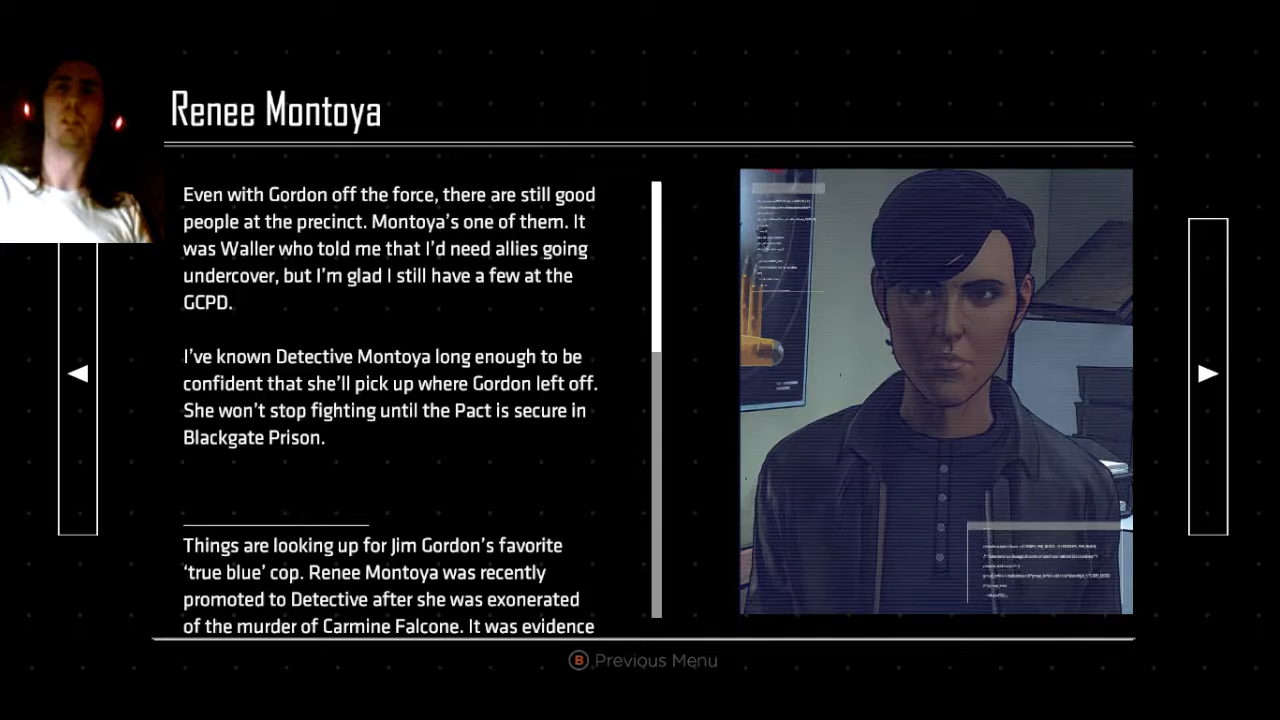 Renee Montoya
Even with Gordon off the force, there are still good
people at the precinct. Montoya's one of them. It
was Waller who told me that I'd need allies going
undercover, but I'm glad I still have a few at the
GCPD.
I've known Detective Montoya long enough to be
confident that she'll pick up where Gordon left off.
She won't stop fighting until the Pact is secure in
Blackgate Prison.
Things are looking up for Jim Gordon's favorite
'true blue' cop. Renee Montoya was recently
promoted to Detective after she was exonerated
of the murder of Carmine Falcone. It was evidence
B Previous Menu